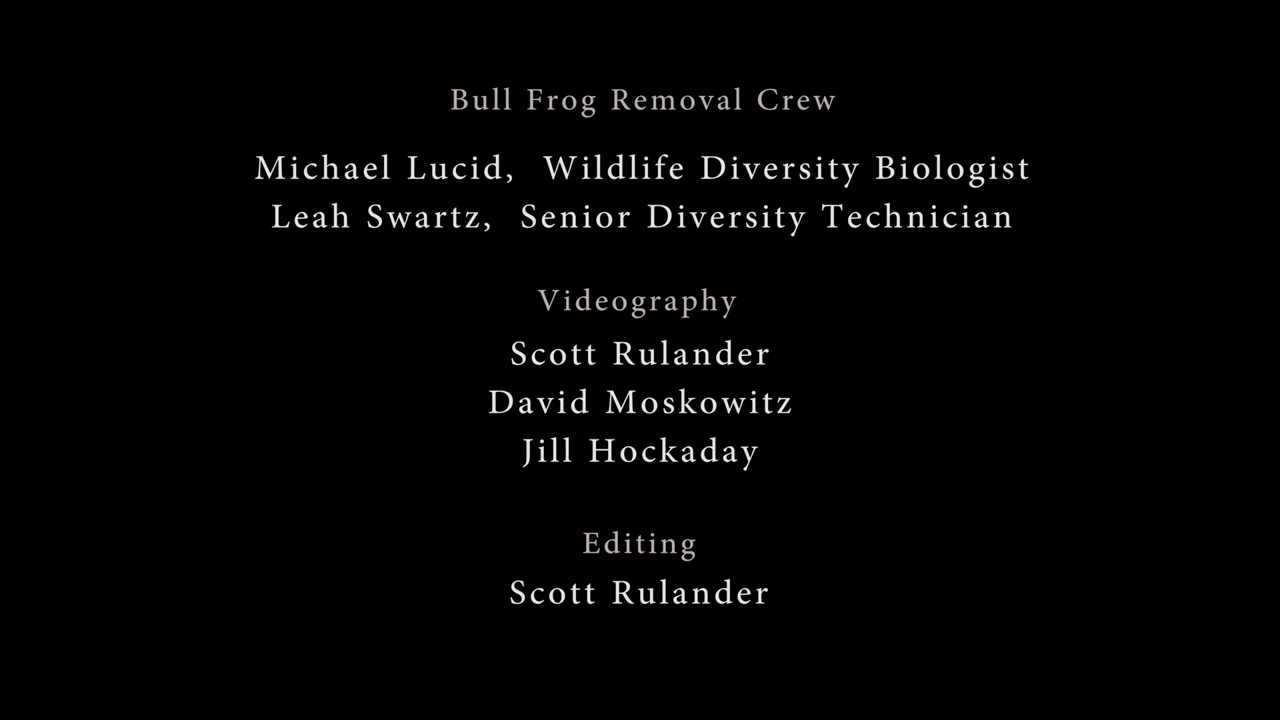 Bull Frog Removal Crew
Michael Lucid,  Wildlife Diversity Biologist
Leah Swartz,  Senior Diversity Technician
Videography
Scott Rulander
David Moskowitz
Jill Hockaday
Editing
Scott Rulander